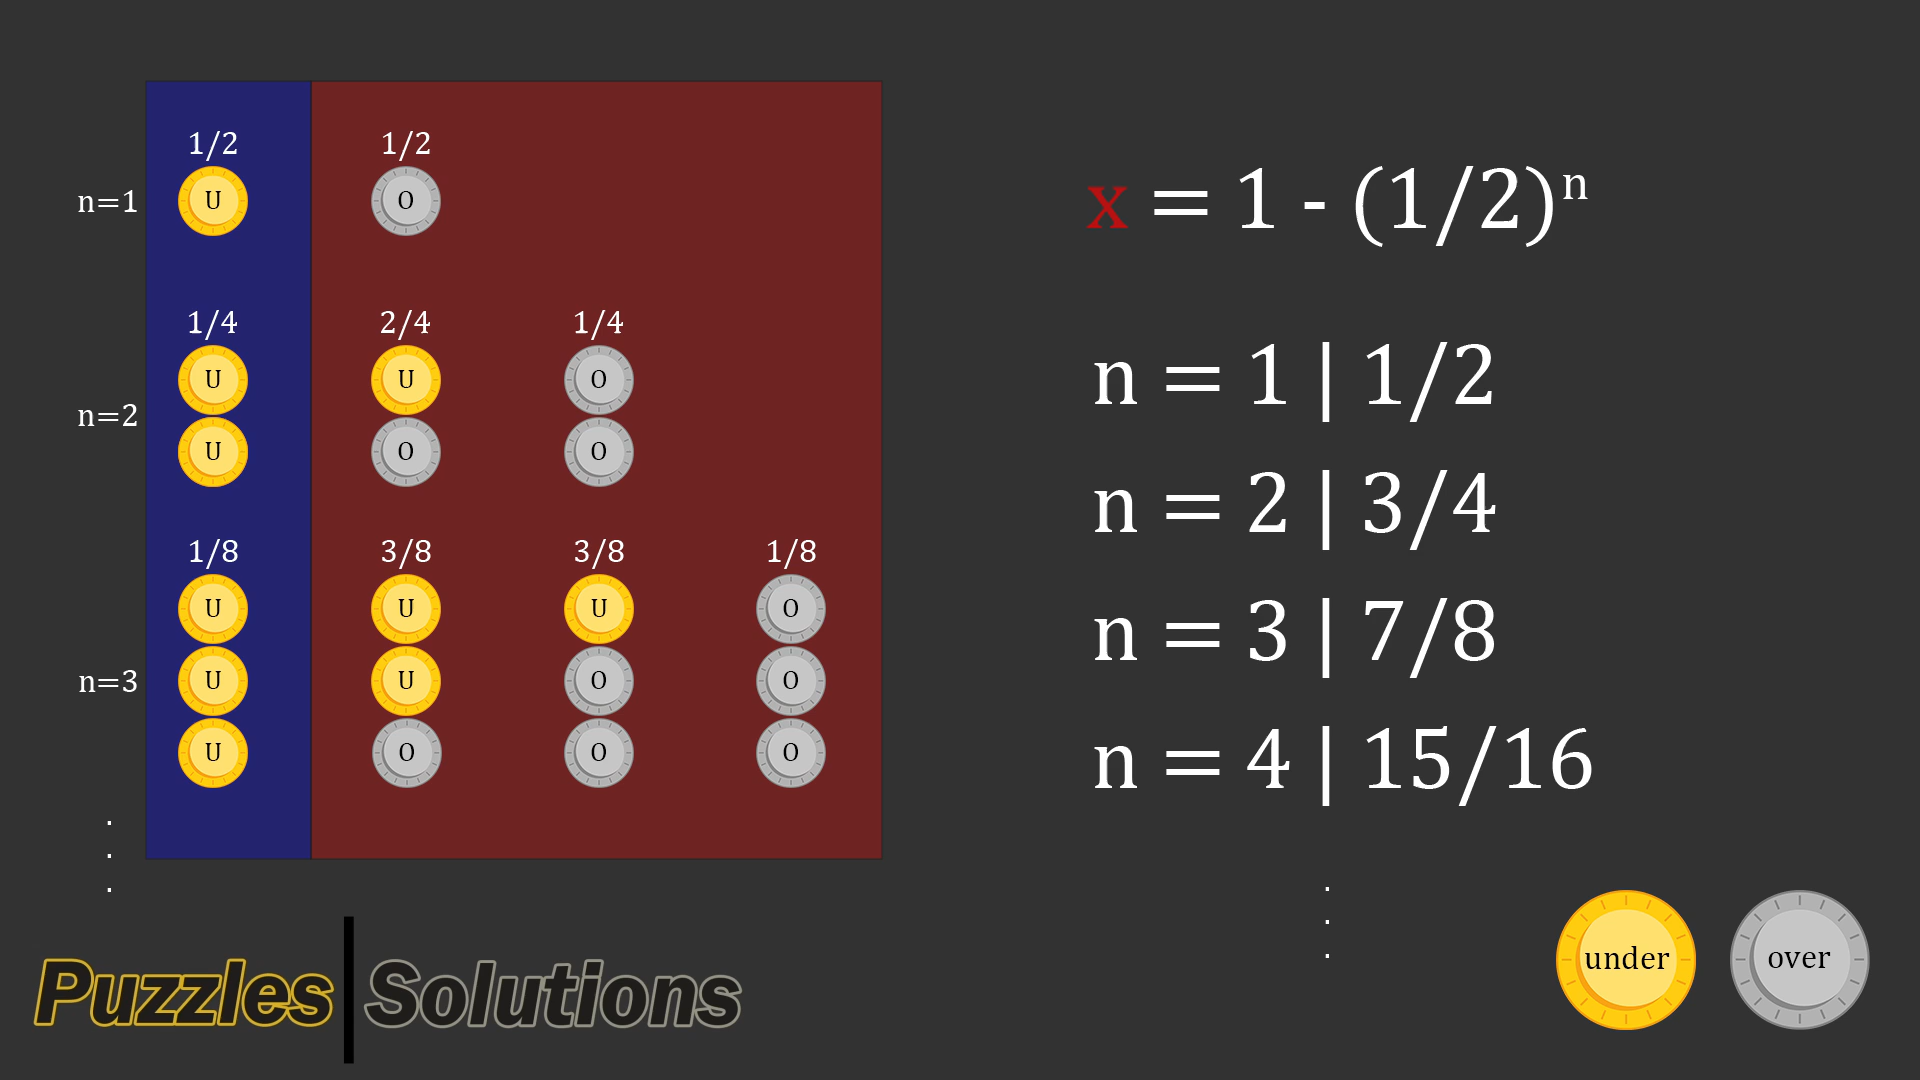 1/2 1/2
n=1 U O
1/4 2/4 1/4
U U O
n=2
U O O
1/8 3/8 3/8 1/8
U U U O
n=3 U U O O
U O O O
.
.
.
x = 1 - (1/2)ⁿ
n = 1 | 1/2
n = 2 | 3/4
n = 3 | 7/8
n = 4 | 15/16
.
.
.
under over
Puzzles | Solutions